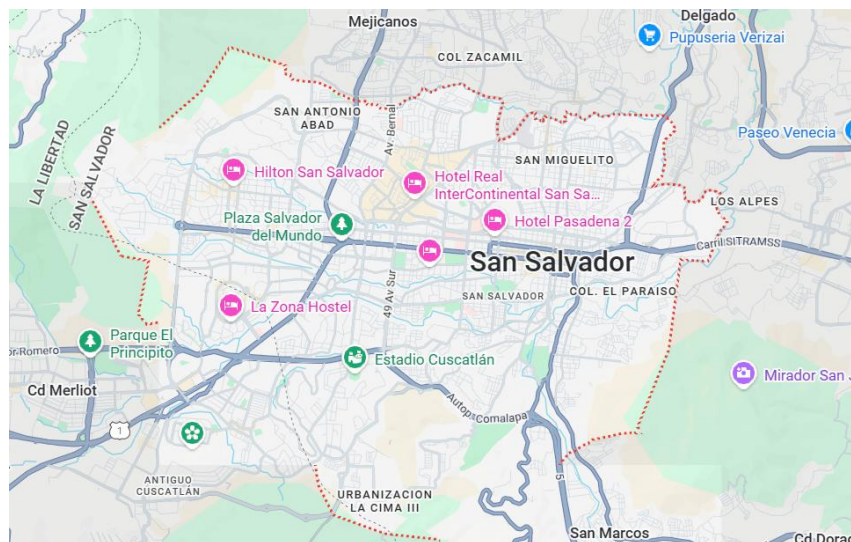 Mejicanos
Delgado
Pupuseria Verizai
COL ZACAMIL
SAN ANTONIO
ABAD
Av. Bernal
Paseo Venecia
LA LIBERTAD
SAN SALVADOR
SAN MIGUELITO
Hilton San Salvador
Hotel Real
InterContinental San Sa...
LOS ALPES
Plaza Salvador
del Mundo
Hotel Pasadena 2
Carril SITRAMSS
San Salvador
49 Av Sur
SAN SALVADOR
COL. EL PARAISO
La Zona Hostel
Parque El
Principito
or Romero
Estadio Cuscatlán
Mirador San J
Cd Merliot
Autop. Comalapa
1
ANTIGUO
CUSCATLÁN
5
URBANIZACION
LA CIMA III
San Marcos
Cd Dorad